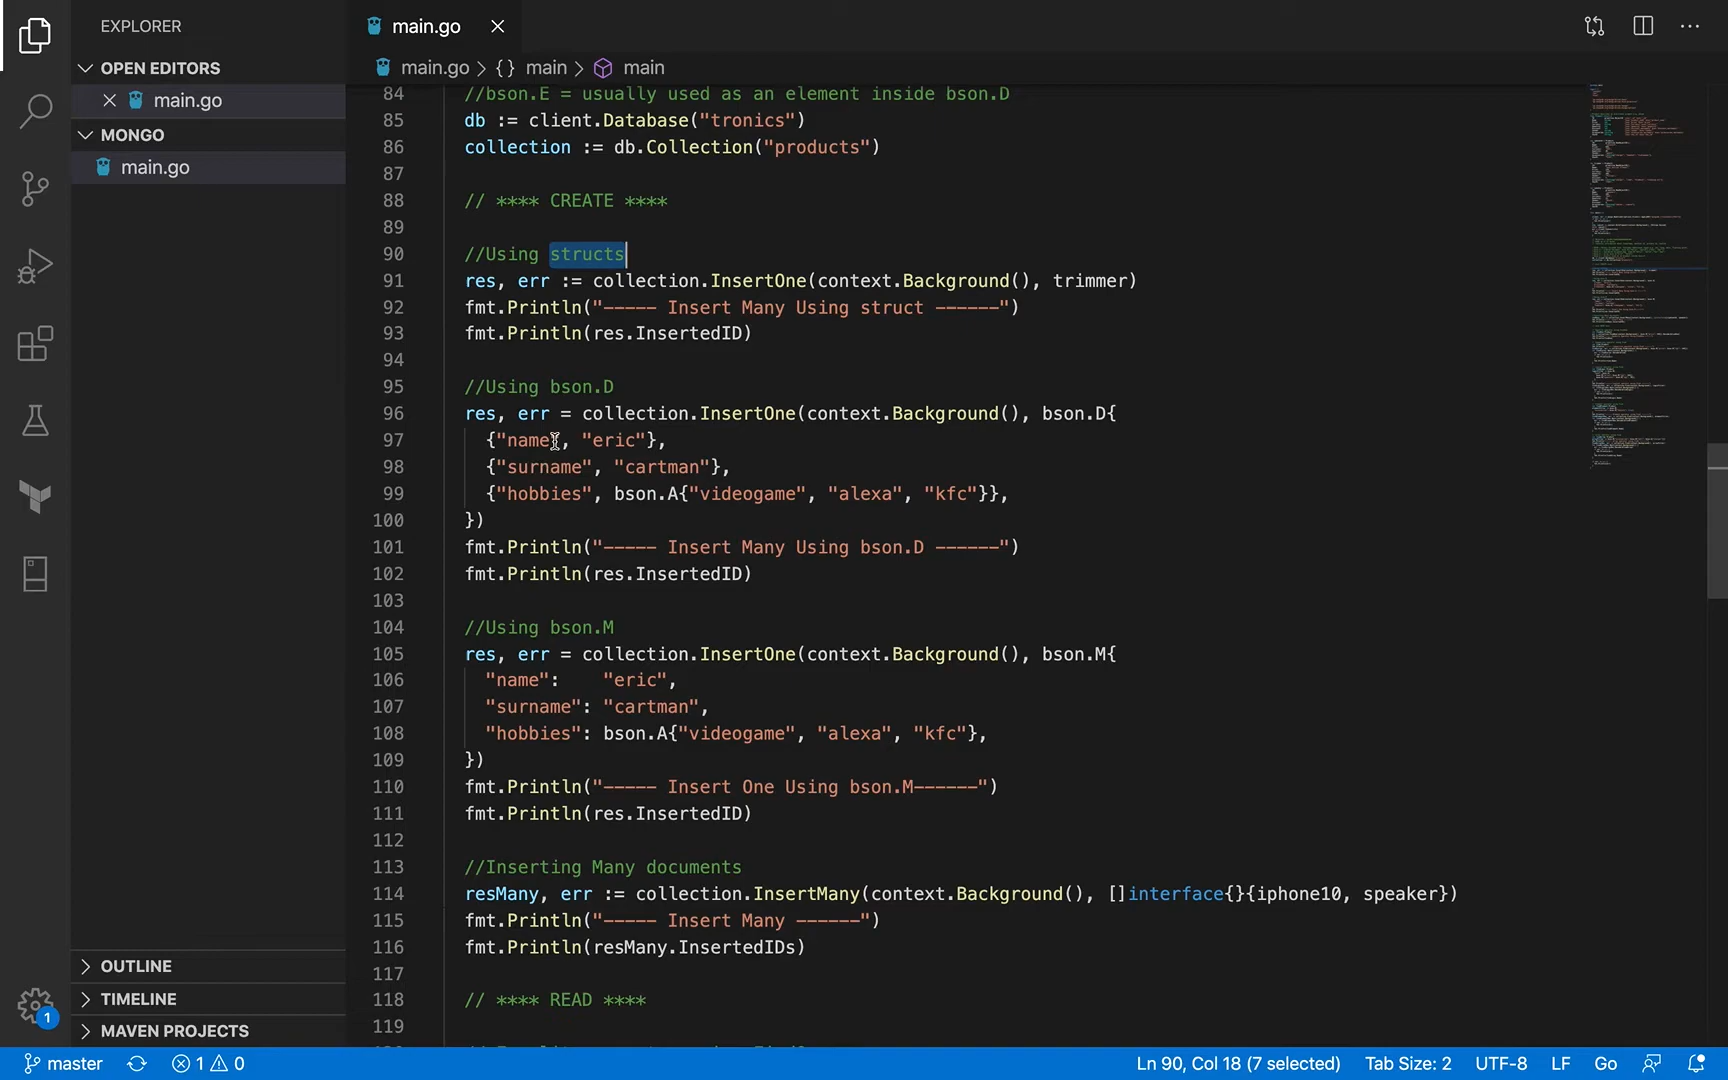 EXPLORER
OPEN EDITORS
main.go
MONGO
main.go
OUTLINE
TIMELINE
MAVEN PROJECTS
main.go
main.go > {} main > main
84 //bson.E = usually used as an element inside bson.D
85 db := client.Database("tronics")
86 collection := db.Collection("products")
87
88 // **** CREATE ****
89
90 //Using structs
91 res, err := collection.InsertOne(context.Background(), trimmer)
92 fmt.Println("----- Insert Many Using struct ------")
93 fmt.Println(res.InsertedID)
94
95 //Using bson.D
96 res, err = collection.InsertOne(context.Background(), bson.D{
97 {"name", "eric"},
98 {"surname", "cartman"},
99 {"hobbies", bson.A{"videogame", "alexa", "kfc"}},
100 })
101 fmt.Println("----- Insert Many Using bson.D ------")
102 fmt.Println(res.InsertedID)
103
104 //Using bson.M
105 res, err = collection.InsertOne(context.Background(), bson.M{
106 "name":    "eric",
107 "surname": "cartman",
108 "hobbies": bson.A{"videogame", "alexa", "kfc"},
109 })
110 fmt.Println("----- Insert One Using bson.M------")
111 fmt.Println(res.InsertedID)
112
113 //Inserting Many documents
114 resMany, err := collection.InsertMany(context.Background(), []interface{}{iphone10, speaker})
115 fmt.Println("----- Insert Many ------")
116 fmt.Println(resMany.InsertedIDs)
117
118 // **** READ ****
119
1
master 1 0 Ln 90, Col 18 (7 selected) Tab Size: 2 UTF-8 LF Go